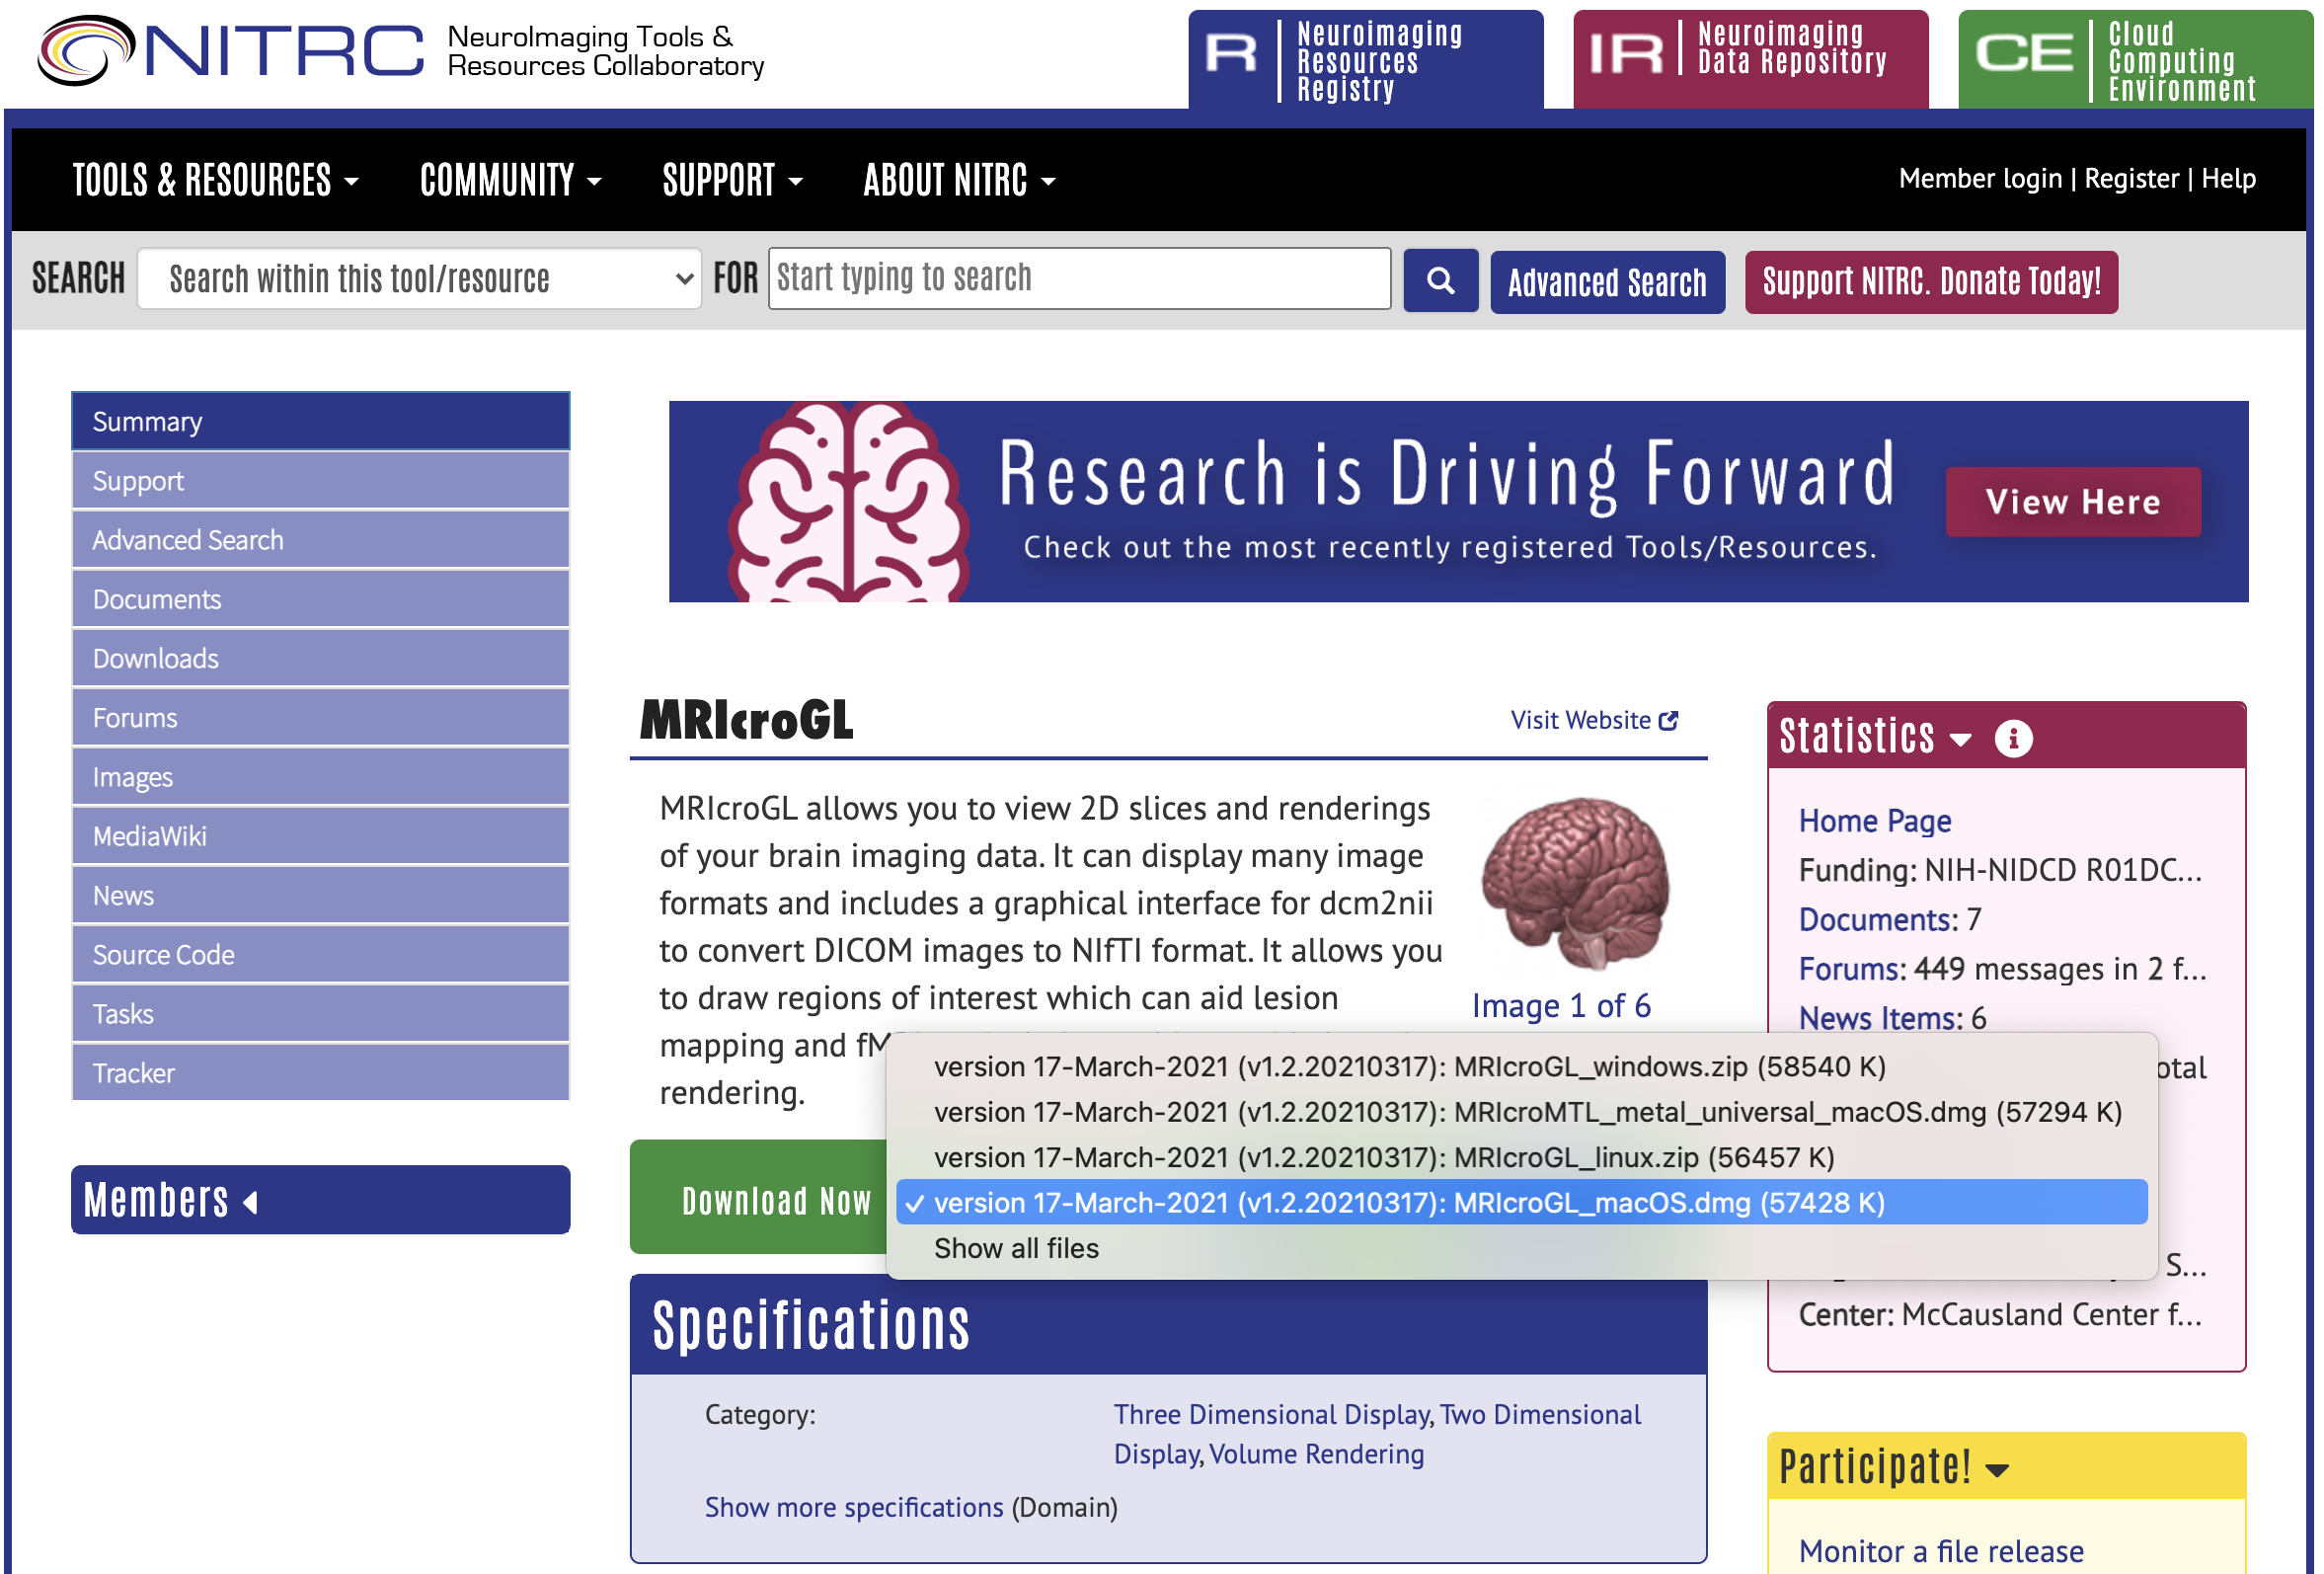 NITRC
NeuroImaging Tools &
Resources Collaboratory
R
Neuroimaging
Resources
Registry
IR
Neuroimaging
Data Repository
CE
Cloud
Computing
Environment
TOOLS & RESOURCES
COMMUNITY
SUPPORT
ABOUT NITRC
Member login | Register | Help
SEARCH
Search within this tool/resource
FOR
Start typing to search
Advanced Search
Support NITRC. Donate Today!
Summary
Support
Advanced Search
Documents
Downloads
Forums
Images
MediaWiki
News
Source Code
Tasks
Tracker
Members
Research is Driving Forward
Check out the most recently registered Tools/Resources.
View Here
MRIcroGL
Visit Website
MRIcroGL allows you to view 2D slices and renderings
of your brain imaging data. It can display many image
formats and includes a graphical interface for dcm2nii
to convert DICOM images to NIfTI format. It allows you
to draw regions of interest which can aid lesion
mapping and
rendering.
Image 1 of 6
version 17-March-2021 (v1.2.20210317): MRIcroGL_windows.zip (58540 K)
version 17-March-2021 (v1.2.20210317): MRIcroMTL_metal_universal_macOS.dmg (57294 K)
version 17-March-2021 (v1.2.20210317): MRIcroGL_linux.zip (56457 K)
✓ version 17-March-2021 (v1.2.20210317): MRIcroGL_macOS.dmg (57428 K)
Show all files
Download Now
Specifications
Category:
Three Dimensional Display, Two Dimensional
Display, Volume Rendering
Show more specifications (Domain)
Statistics
Home Page
Funding: NIH-NIDCD R01DC...
Documents: 7
Forums: 449 messages in 2 f...
News Items: 6
otal
S...
Center: McCausland Center f...
Participate!
Monitor a file release